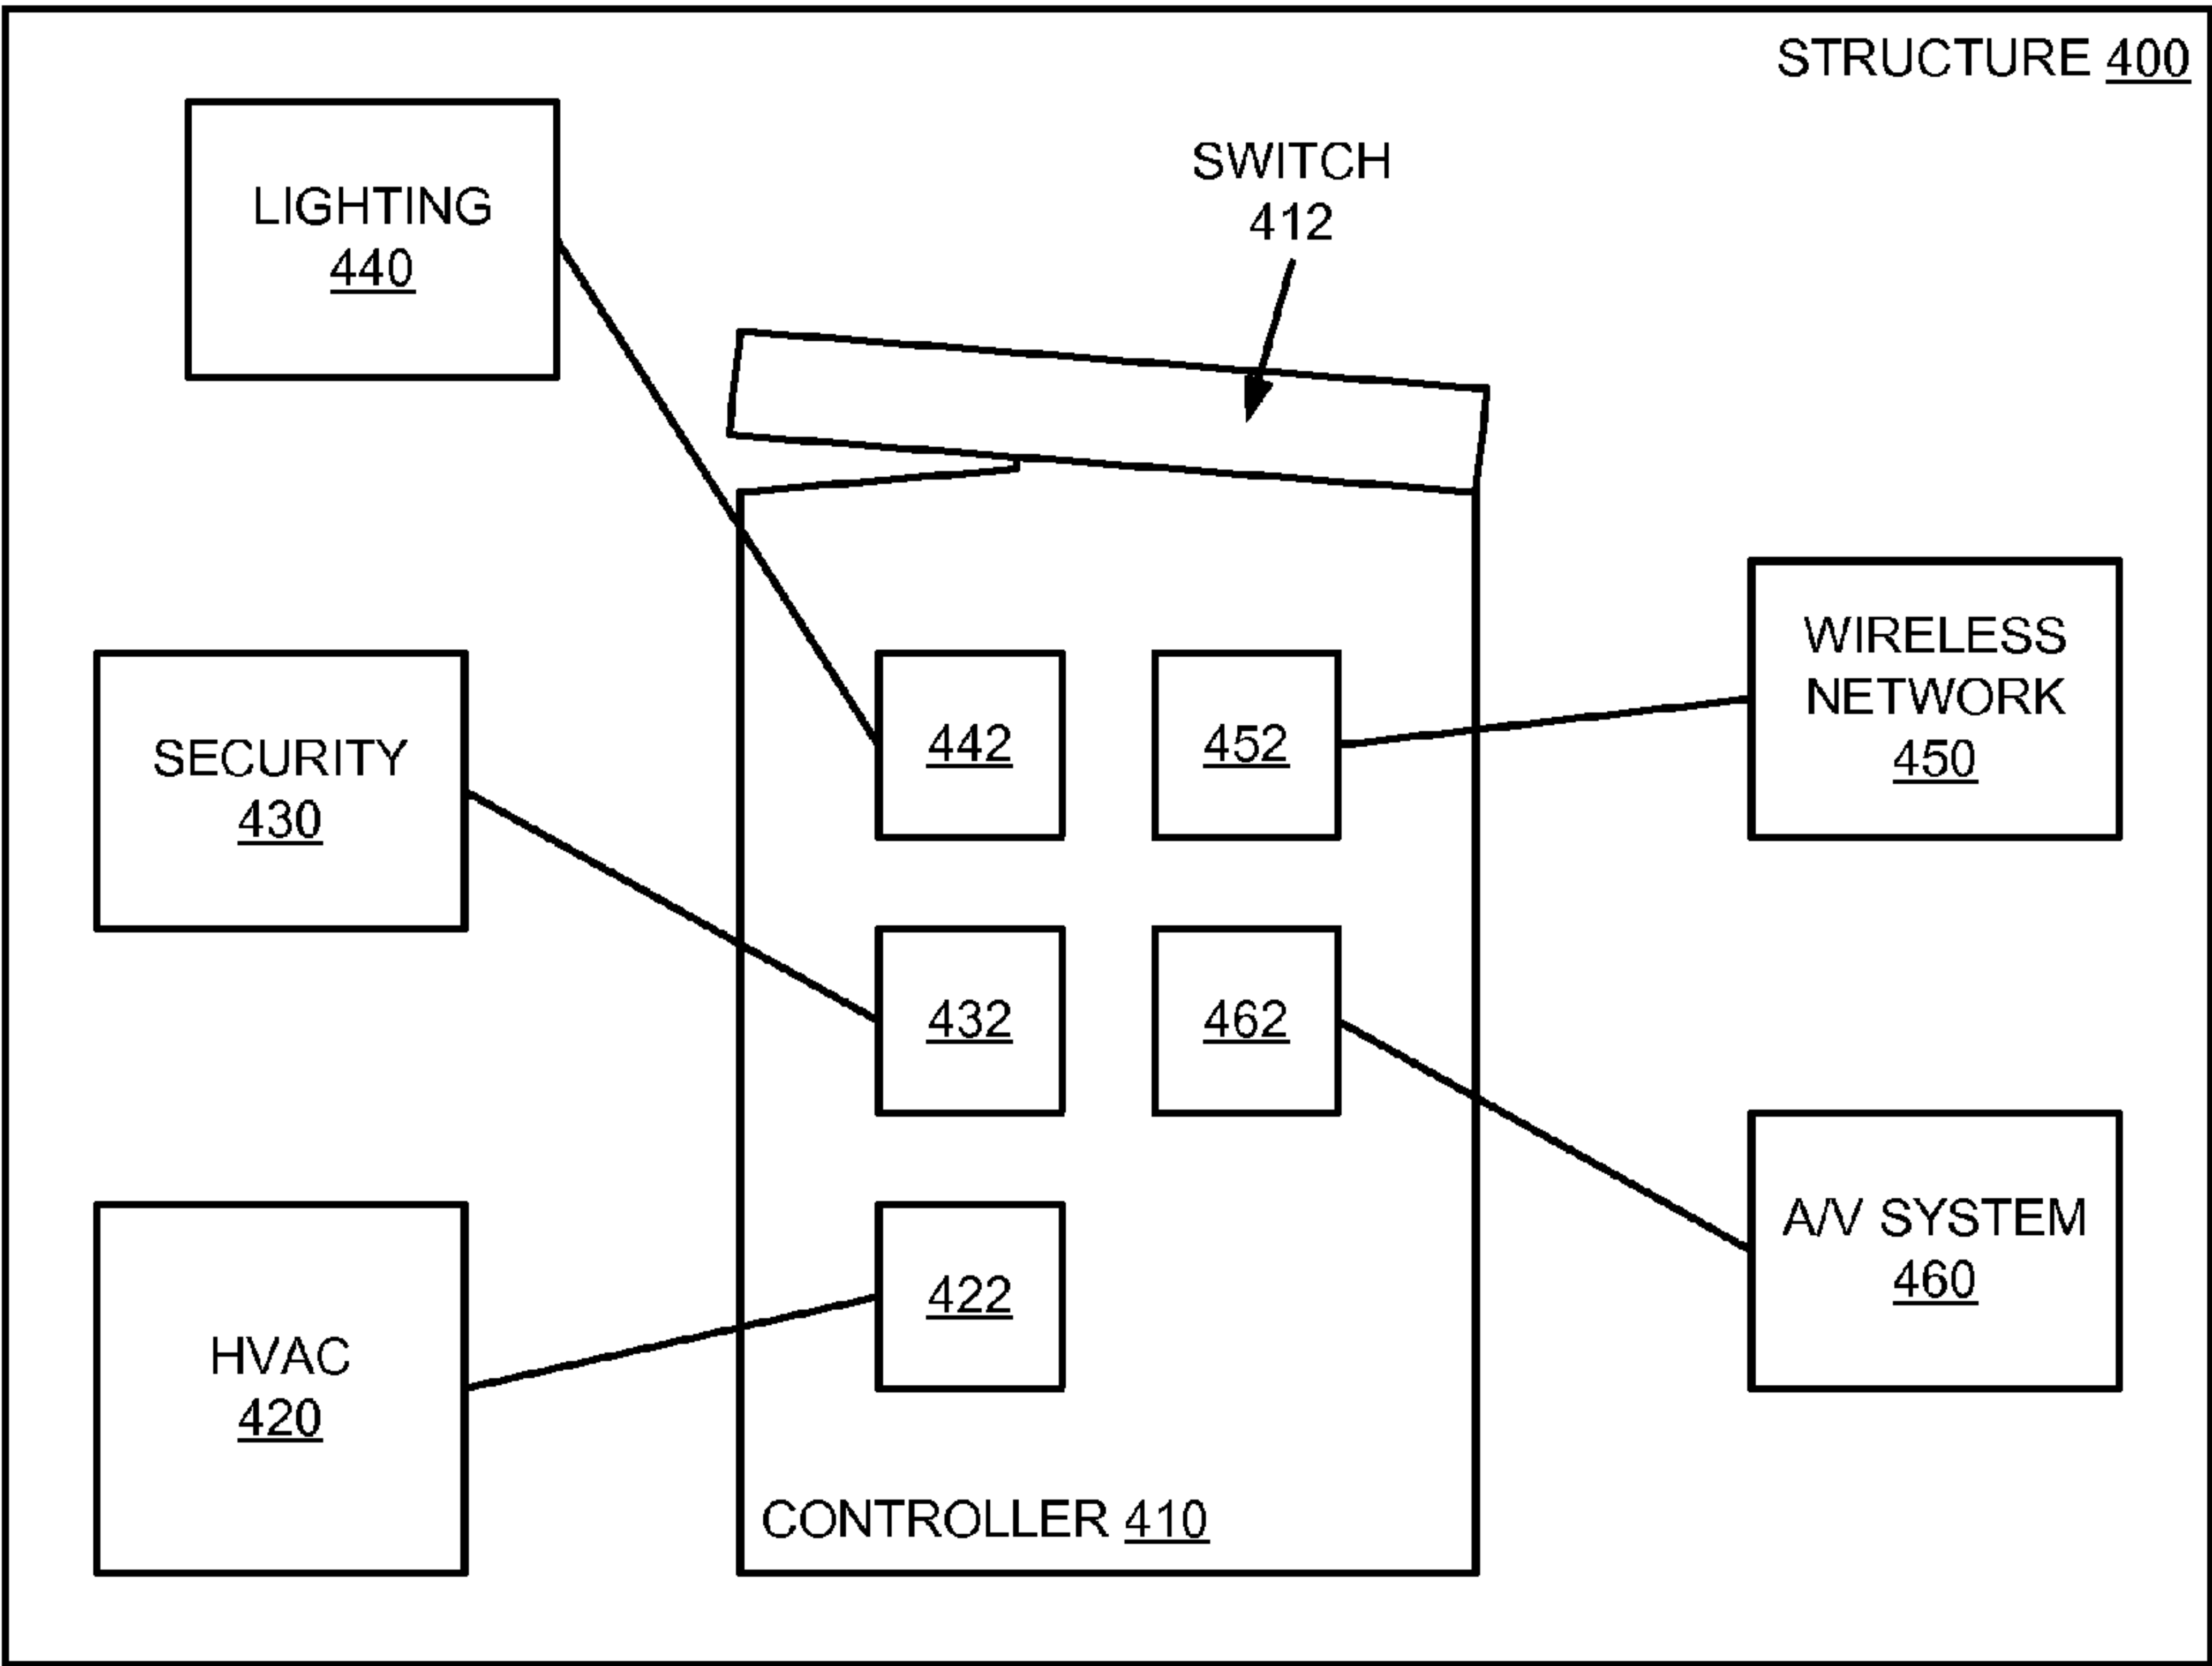 STRUCTURE 400
LIGHTING
440
SWITCH
412
SECURITY
430
HVAC
420
442
452
432
462
422
CONTROLLER 410
WIRELESS
NETWORK
450
A/V SYSTEM
460